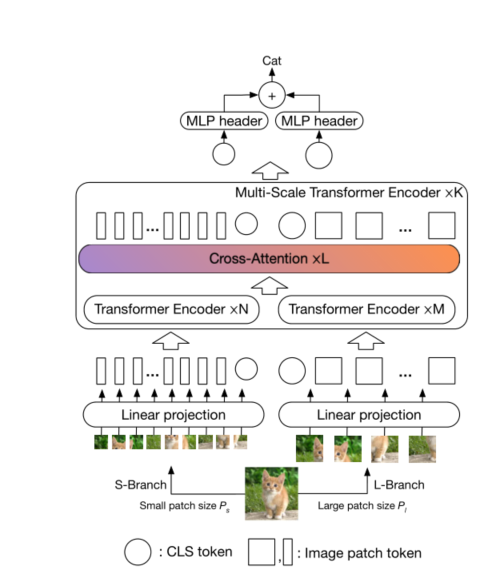 Cat
+
MLP header MLP header
Multi-Scale Transformer Encoder ×K
...
...
Cross-Attention ×L
Transformer Encoder ×N Transformer Encoder ×M
...
...
Linear projection Linear projection
S-Branch L-Branch
Small patch size Pₛ Large patch size Pₗ
: CLS token , : Image patch token